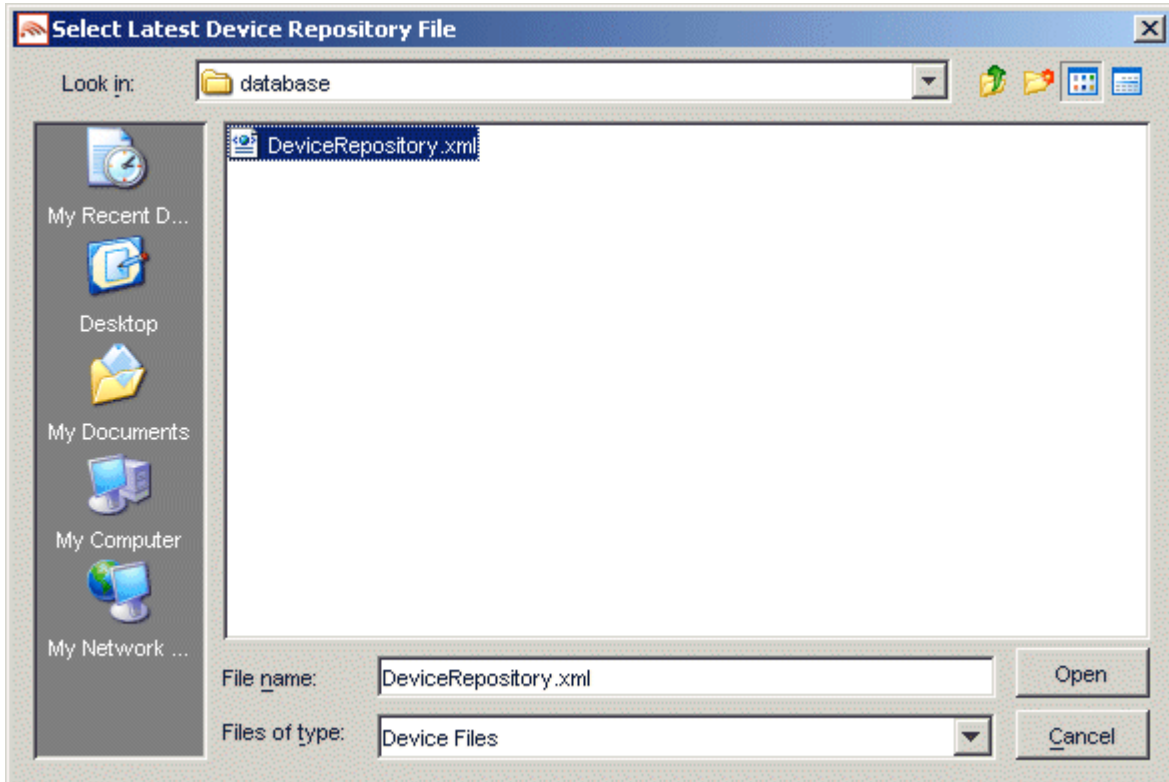 Select Latest Device Repository File
Look in:
database
DeviceRepository.xml
My Recent D...
Desktop
My Documents
My Computer
My Network ...
File name:
DeviceRepository.xml
Open
Files of type:
Device Files
Cancel